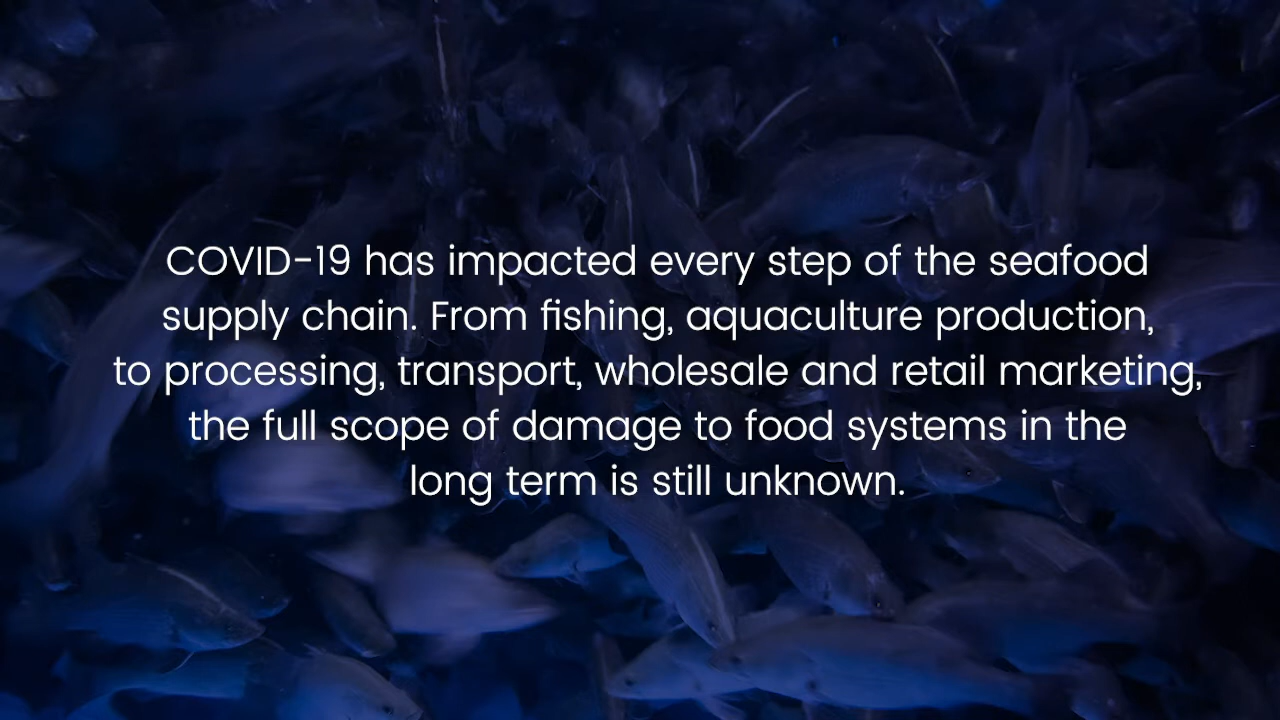 COVID-19 has impacted every step of the seafood
supply chain. From fishing, aquaculture production,
to processing, transport, wholesale and retail marketing,
the full scope of damage to food systems in the
long term is still unknown.